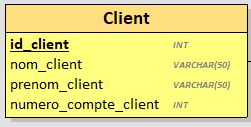 Client
id_client INT
nom_client VARCHAR(50)
prenom_client VARCHAR(50)
numero_compte_client INT